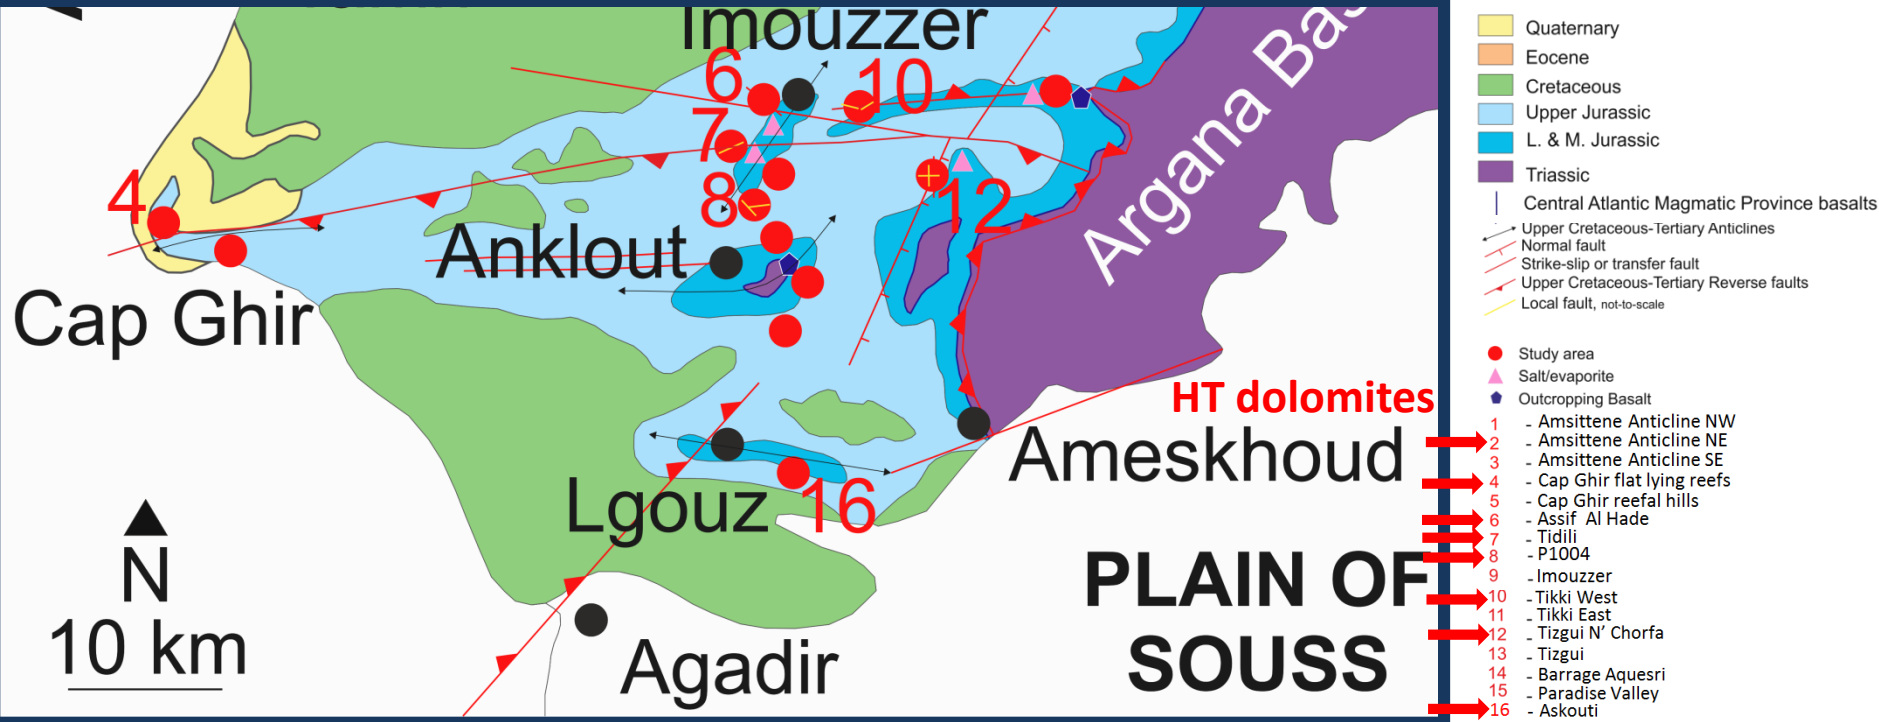 Imouzzer
6
10
7
4
8
12
Anklout
Cap Ghir
Argana Bas
HT dolomites
Ameskhoud
Lgouz
16
N
10 km
Agadir
PLAIN OF
SOUSS
Quaternary
Eocene
Cretaceous
Upper Jurassic
L. & M. Jurassic
Triassic
Central Atlantic Magmatic Province basalts
Upper Cretaceous-Tertiary Anticlines
Normal fault
Strike-slip or transfer fault
Upper Cretaceous-Tertiary Reverse faults
Local fault, not-to-scale
Study area
Salt/evaporite
Outcropping Basalt
1 - Amsittene Anticline NW
2 - Amsittene Anticline NE
3 - Amsittene Anticline SE
4 - Cap Ghir flat lying reefs
5 - Cap Ghir reefal hills
6 - Assif Al Hade
7 - Tidili
8 - P1004
9 - Imouzzer
10 - Tikki West
11 - Tikki East
12 - Tizgui N’ Chorfa
13 - Tizgui
14 - Barrage Aquesri
15 - Paradise Valley
16 - Askouti